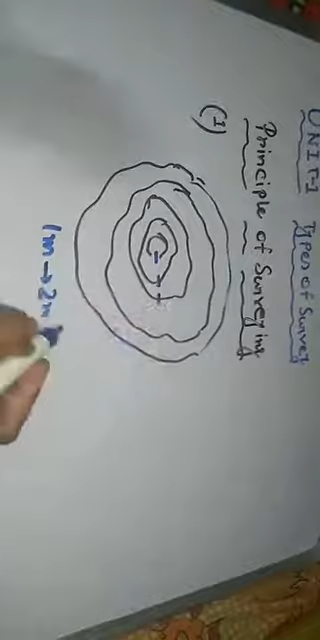 UNIT-1 Types of Survey
Principle of Surveying
(1)
1m → 2m